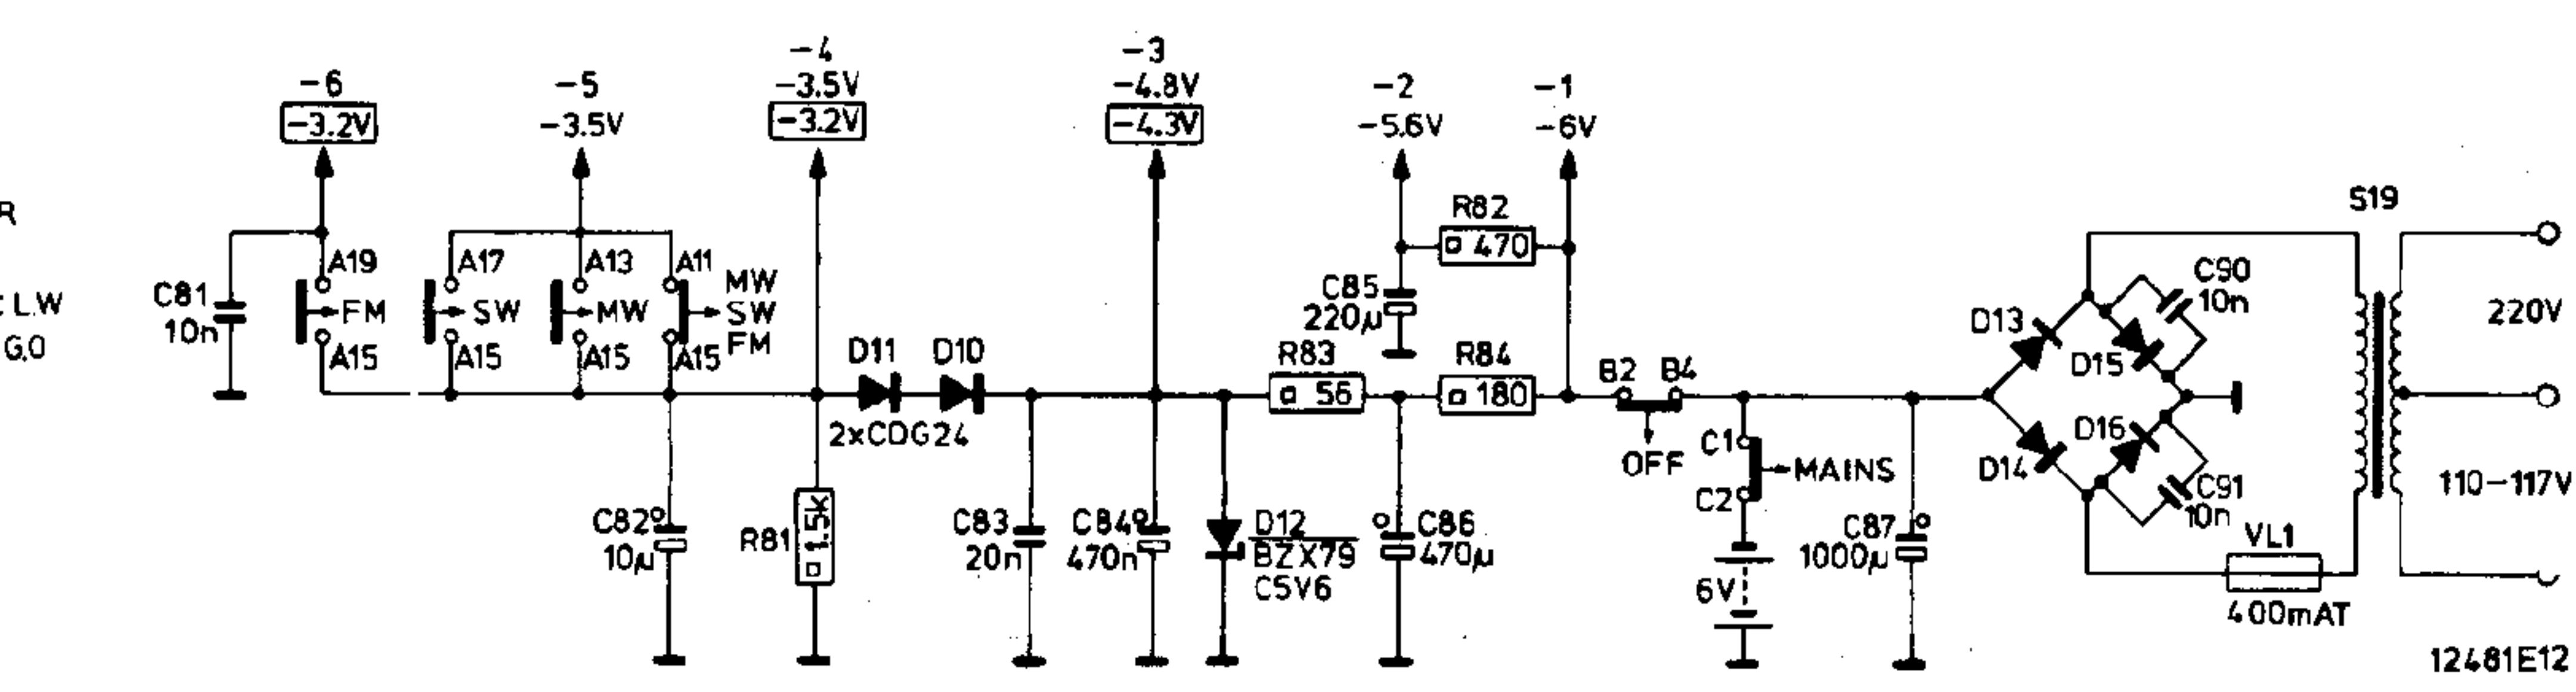 R
: L.W
G.O
-6
-3.2V
-5
-3.5V
-4
-3.5V
-3.2V
-3
-4.8V
-4.3V
-2
-5.6V
-1
-6V
R82
470
S19
C81
10n
A19
FM
A15
A17
SW
A15
A13
MW
A15
A11
MW
SW
FM
A15
D11
D10
2xCDG24
C85
220µ
R83
56
R84
180
B2
B4
OFF
C1
MAINS
C2
6V
D13
D14
D15
D16
C90
10n
C91
10n
220V
110-117V
VL1
400mAT
C82
10µ
R81
1.5K
C83
20n
C84
470n
D12
BZX79
C5V6
C86
470µ
C87
1000µ
12481E12